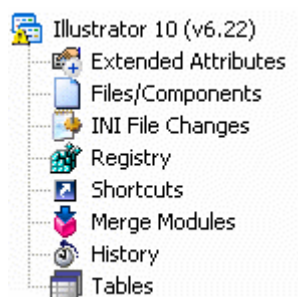 Illustrator 10 (v6.22)
Extended Attributes
Files/Components
INI File Changes
Registry
Shortcuts
Merge Modules
History
Tables